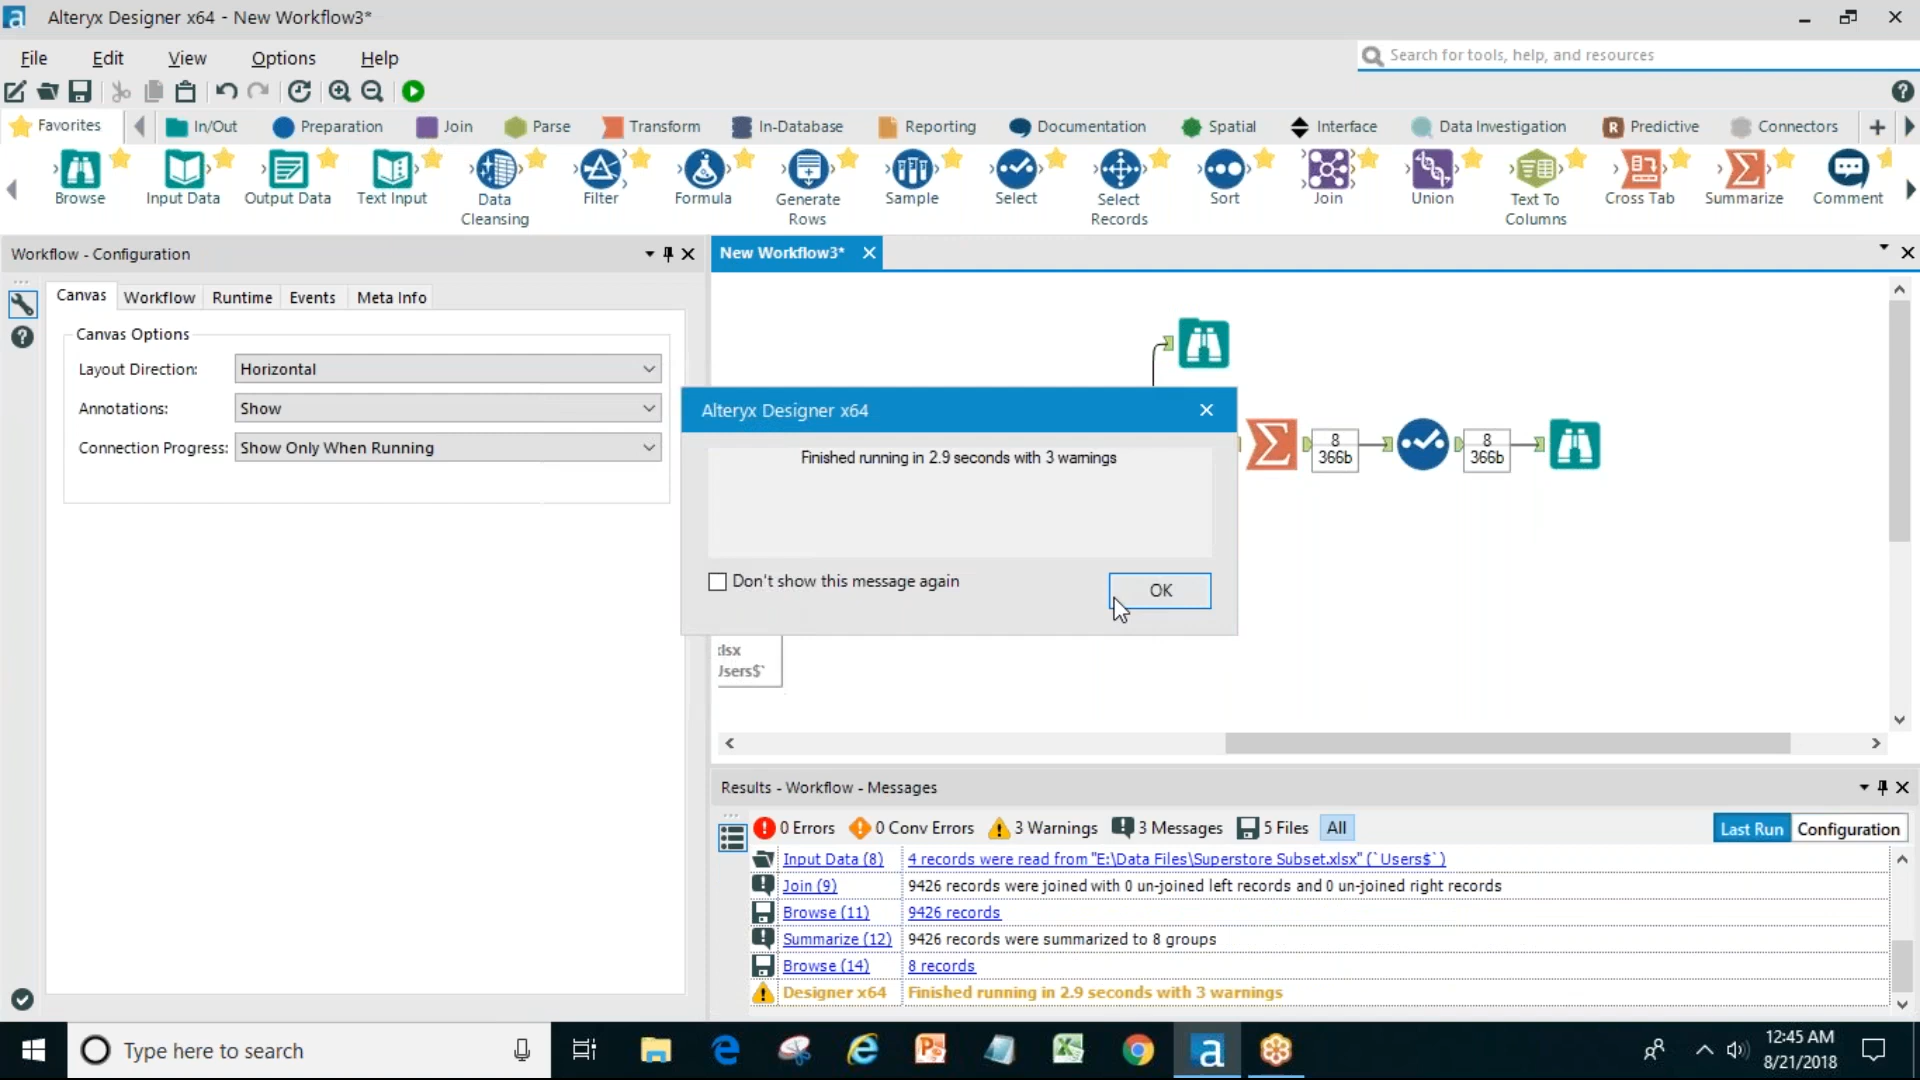 Alteryx Designer x64 - New Workflow3*
File Edit View Options Help
Search for tools, help, and resources
Favorites In/Out Preparation Join Parse Transform In-Database Reporting Documentation Spatial Interface Data Investigation Predictive Connectors
Browse Input Data Output Data Text Input Data Cleansing Filter Formula Generate Rows Sample Select Select Records Sort Join Union Text To Columns Cross Tab Summarize Comment
Workflow - Configuration
New Workflow3*
Canvas Workflow Runtime Events Meta Info
Canvas Options
Layout Direction: Horizontal
Annotations: Show
Connection Progress: Show Only When Running
Alteryx Designer x64
Finished running in 2.9 seconds with 3 warnings
Don't show this message again
OK
8
366b
8
366b
Results - Workflow - Messages
0 Errors 0 Conv Errors 3 Warnings 3 Messages 5 Files All
Last Run Configuration
Input Data (8) 4 records were read from "E:\Data Files\Superstore Subset.xlsx" (`Users$`)
Join (9) 9426 records were joined with 0 un-joined left records and 0 un-joined right records
Browse (11) 9426 records
Summarize (12) 9426 records were summarized to 8 groups
Browse (14) 8 records
Designer x64 Finished running in 2.9 seconds with 3 warnings
Type here to search
12:45 AM
8/21/2018